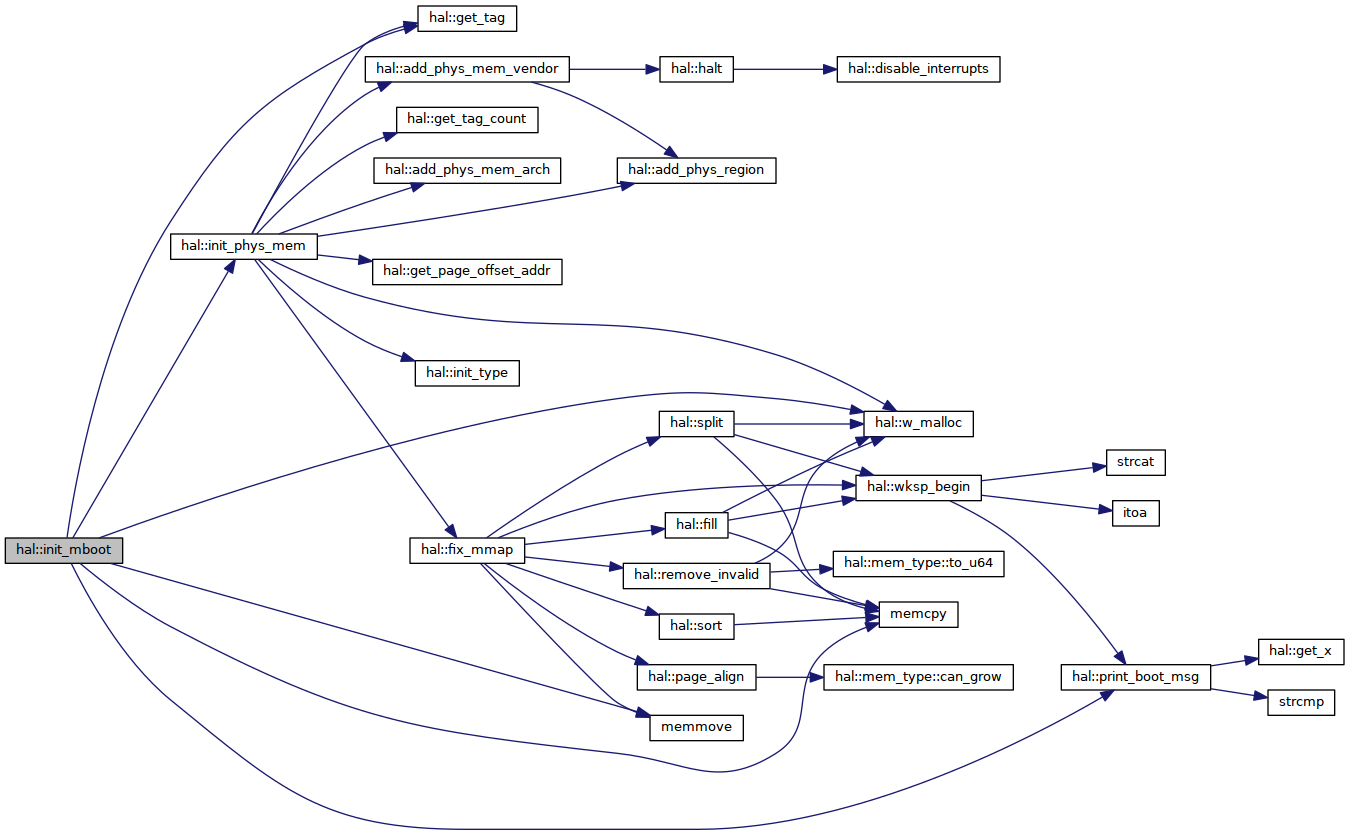 hal::get_tag
hal::add_phys_mem_vendor
hal::halt
hal::disable_interrupts
hal::get_tag_count
hal::add_phys_mem_arch
hal::add_phys_region
hal::init_phys_mem
hal::get_page_offset_addr
hal::init_type
hal::split
hal::w_malloc
strcat
hal::wksp_begin
itoa
hal::fill
hal::init_mboot
hal::fix_mmap
hal::mem_type::to_u64
hal::remove_invalid
memcpy
hal::sort
hal::get_x
hal::page_align
hal::mem_type::can_grow
hal::print_boot_msg
strcmp
memmove